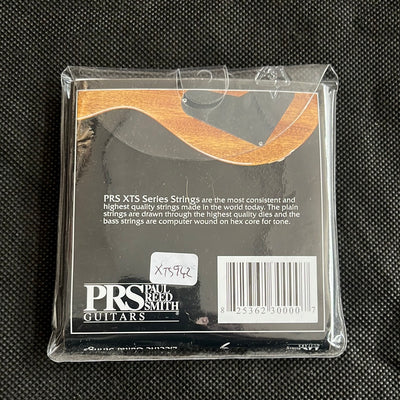 PRS XTS Series Strings are the most consistent and
highest quality strings made in the world today. The plain
strings are drawn through the highest quality dies and the
bass strings are computer wound on hex core for tone.
XTS942
PRS PAUL
REED
SMITH
GUITARS
8 25362 30000 7